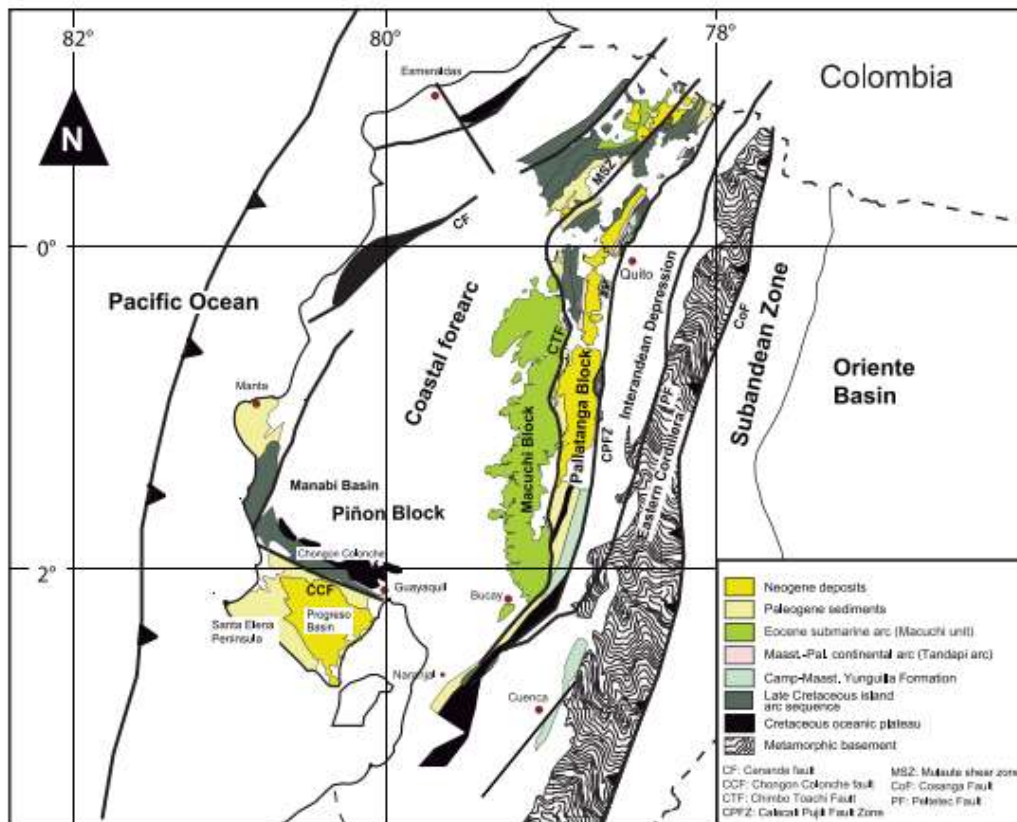 82°
80°
78°
Esmeraldas
Colombia
N
MSZ
CF
0°
Quito
Pacific Ocean
Coastal forearc
CTF
Interandean Depression
CoF
Subandean Zone
Oriente
Basin
Manta
Macuchi Block
Pallatanga Block
CPFZ
PF
Eastern Cordillera
Manabi Basin
Piñon Block
Chongon Colonche
2°
CCF
Guayaquil
Bucay
Progreso
Basin
Santa Elena
Peninsula
Naranjal
Cuenca
Neogene deposits
Paleogene sediments
Eocene submarine arc (Macuchi unit)
Maast.-Pal. continental arc (Tandapi arc)
Camp-Maast. Yunguilla Formation
Late Cretaceous island
arc sequence
Cretaceous oceanic plateau
Metamorphic basement
CF: Canande fault
MSZ: Mulaute shear zone
CCF: Chongon Colonche fault
CoF: Cosanga Fault
CTF: Chimbo Toachi Fault
PF: Peltetec Fault
CPFZ: Calacali Pujili Fault Zone